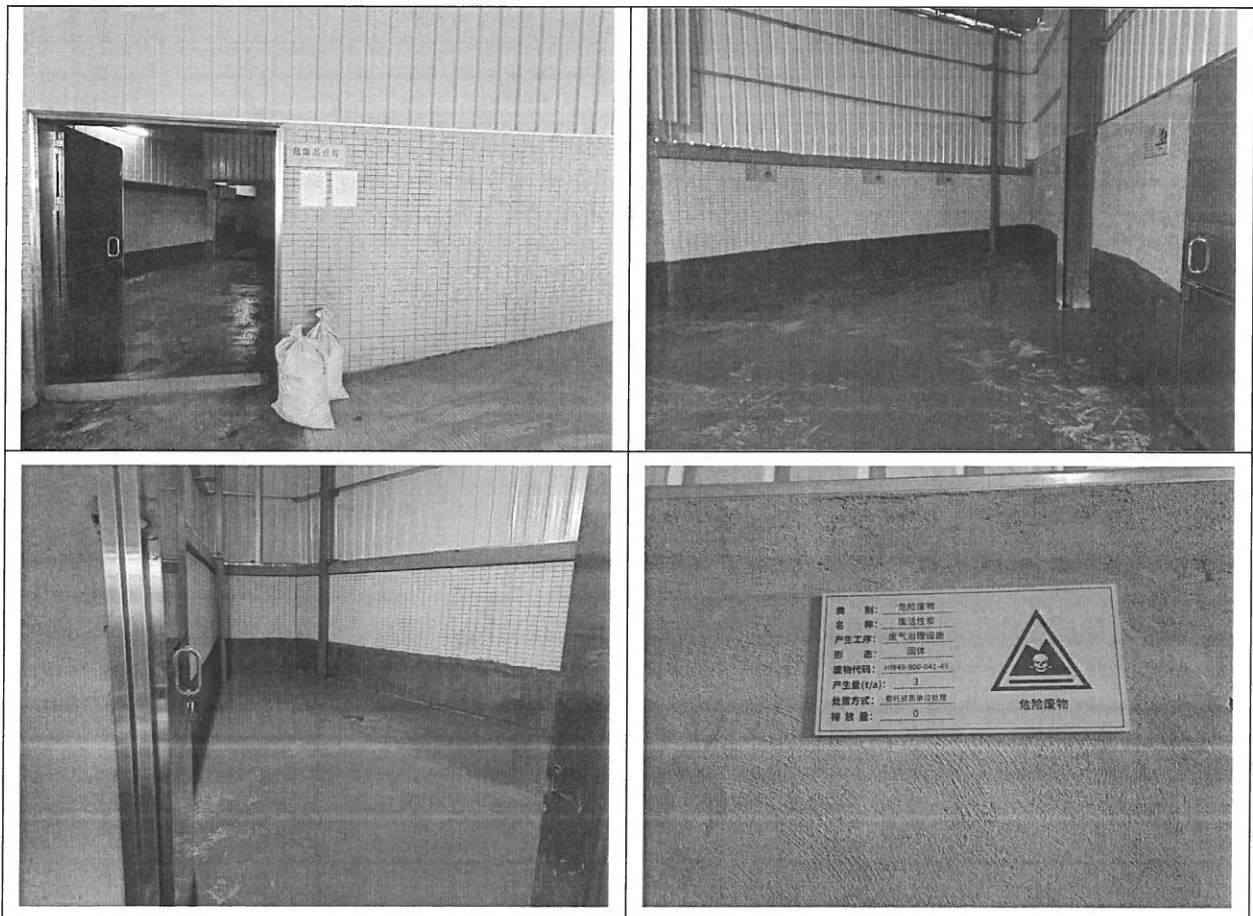 危废品仓库
类 别： 危险废物
名 称： 废活性炭
产生工序： 废气治理设施
形 态： 固体
废物代码： HW49-900-041-49
产生量(t/a)： 3
处置方式： 委托资质单位处理
排 放 量： 0
危险废物